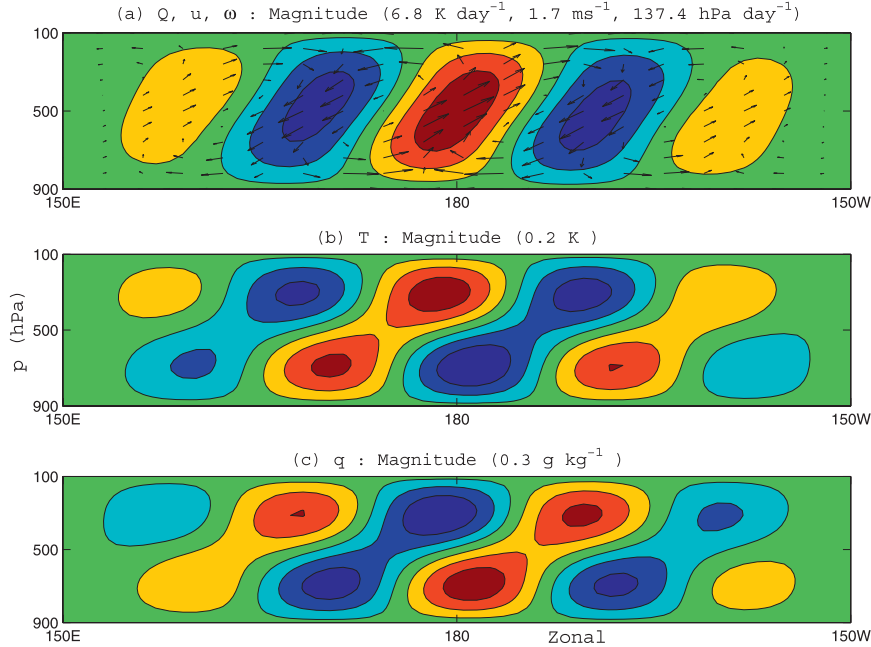 (a) Q, u, ω : Magnitude (6.8 K day⁻¹, 1.7 ms⁻¹, 137.4 hPa day⁻¹)
100
500
900
150E 180 150W
(b) T : Magnitude (0.2 K )
100
500
900
p (hPa)
150E 180 150W
(c) q : Magnitude (0.3 g kg⁻¹ )
100
500
900
150E 180 Zonal 150W